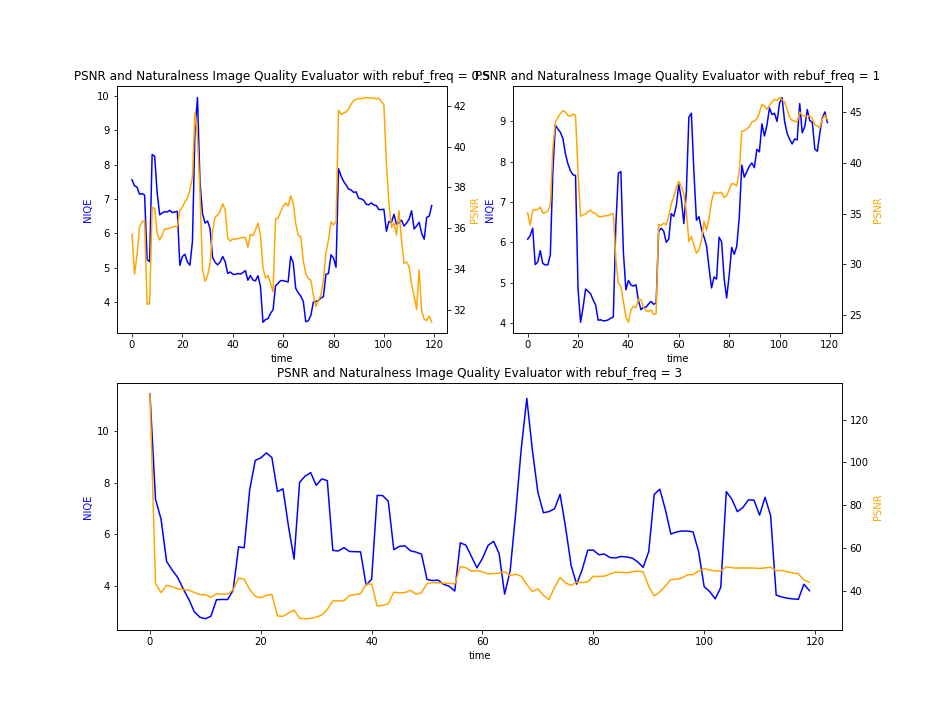 PSNR and Naturalness Image Quality Evaluator with rebuf_freq = 0.5
10
9
8
7
6
5
4
NIQE
42
40
38
36
34
32
PSNR
0 20 40 60 80 100 120
time
PSNR and Naturalness Image Quality Evaluator with rebuf_freq = 1
9
8
7
6
5
4
NIQE
45
40
35
30
25
PSNR
0 20 40 60 80 100 120
time
PSNR and Naturalness Image Quality Evaluator with rebuf_freq = 3
10
8
6
4
NIQE
120
100
80
60
40
PSNR
0 20 40 60 80 100 120
time